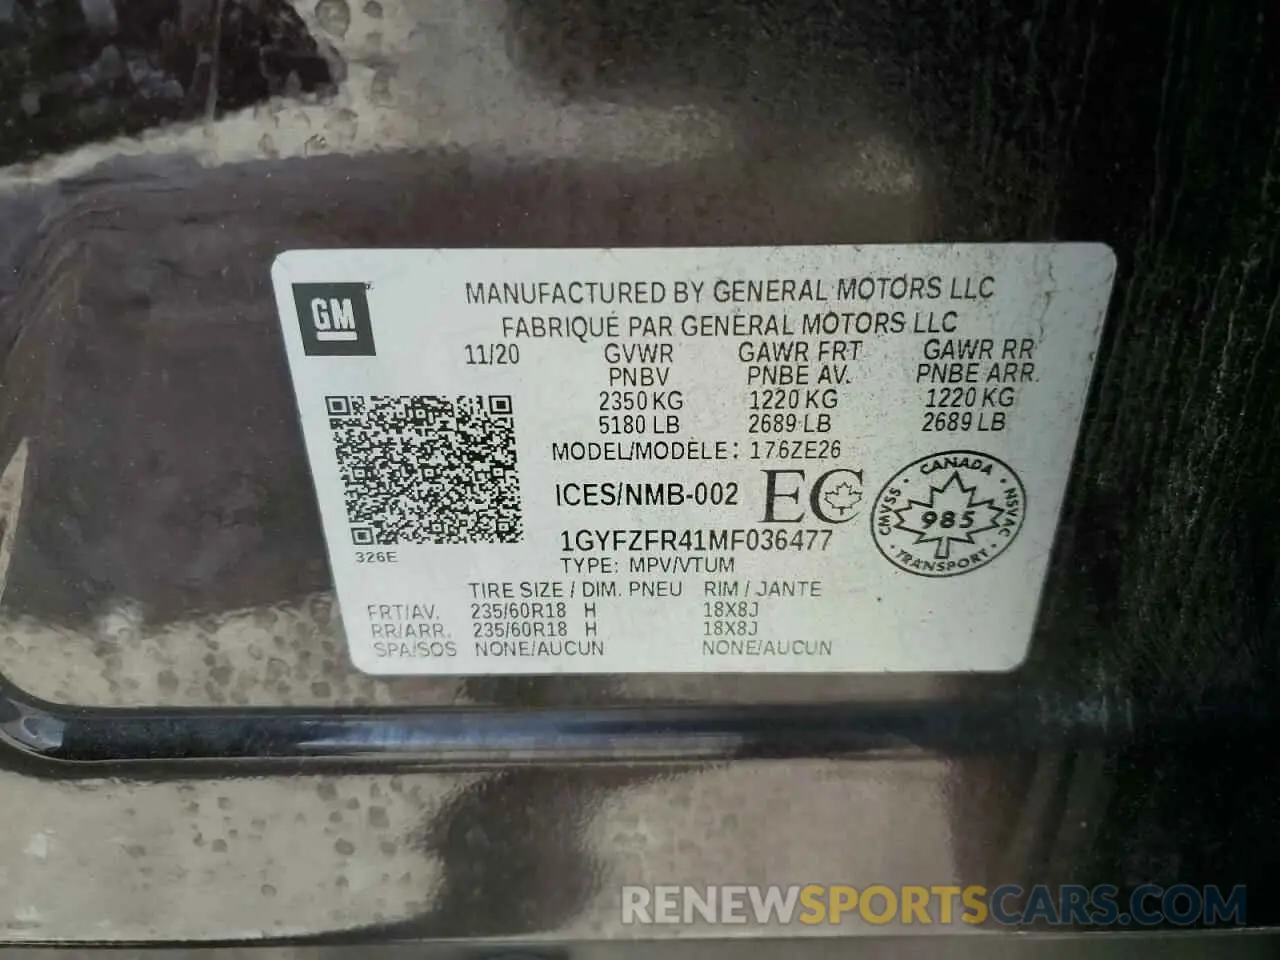 GM
MANUFACTURED BY GENERAL MOTORS LLC
FABRIQUÉ PAR GENERAL MOTORS LLC
11/20 GVWR GAWR FRT GAWR RR
PNBV PNBE AV. PNBE ARR.
2350 KG 1220 KG 1220 KG
5180 LB 2689 LB 2689 LB
MODEL/MODÈLE: 176ZE26
ICES/NMB-002 EC
1GYFZFR41MF036477
326E
TYPE: MPV/VTUM
CANADA
CMVSS 985 NSVAC
TRANSPORT
TIRE SIZE / DIM. PNEU RIM / JANTE
FRT/AV. 235/60R18 H 18X8J
RR/ARR. 235/60R18 H 18X8J
SPA/SOS NONE/AUCUN NONE/AUCUN
RENEWSPORTSCARS.COM